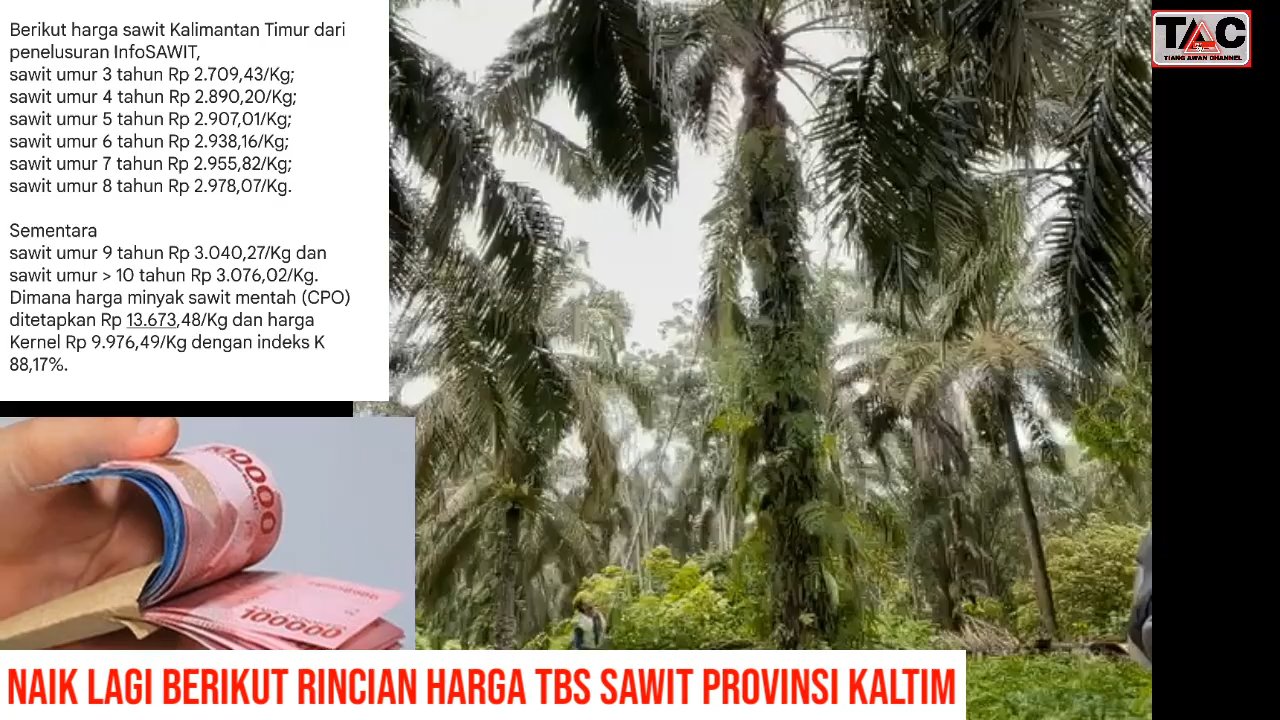 Berikut harga sawit Kalimantan Timur dari
penelusuran InfoSAWIT,
sawit umur 3 tahun Rp 2.709,43/Kg;
sawit umur 4 tahun Rp 2.890,20/Kg;
sawit umur 5 tahun Rp 2.907,01/Kg;
sawit umur 6 tahun Rp 2.938,16/Kg;
sawit umur 7 tahun Rp 2.955,82/Kg;
sawit umur 8 tahun Rp 2.978,07/Kg.
Sementara
sawit umur 9 tahun Rp 3.040,27/Kg dan
sawit umur > 10 tahun Rp 3.076,02/Kg.
Dimana harga minyak sawit mentah (CPO)
ditetapkan Rp 13.673,48/Kg dan harga
Kernel Rp 9.976,49/Kg dengan indeks K
88,17%.
TAC
TIANG AWAN CHANNEL
100000
NAIK LAGI BERIKUT RINCIAN HARGA TBS SAWIT PROVINSI KALTIM